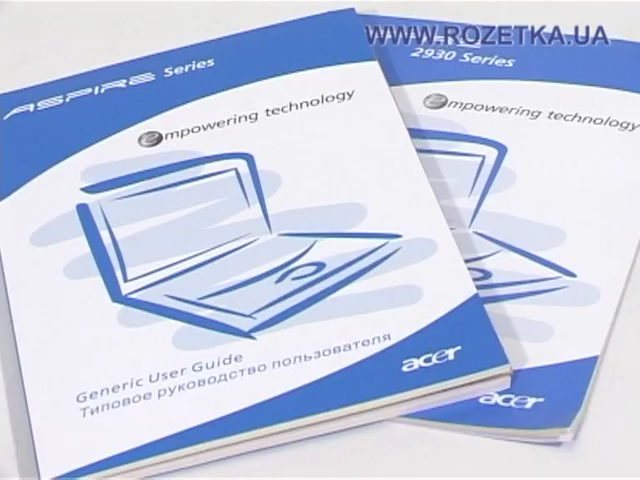 WWW.ROZETKA.UA
ASPIRE Series
empowering technology
Generic User Guide
Типовое руководство пользователя
acer
2930 Series
empowering technology
acer